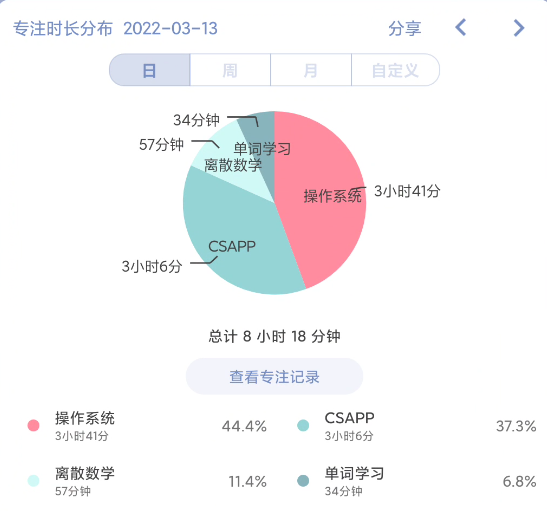 专注时长分布 2022-03-13 分享
日 周 月 自定义
34分钟
57分钟
单词学习
离散数学
操作系统
3小时41分
CSAPP
3小时6分
总计 8 小时 18 分钟
查看专注记录
操作系统 44.4% CSAPP 37.3%
3小时41分 3小时6分
离散数学 11.4% 单词学习 6.8%
57分钟 34分钟